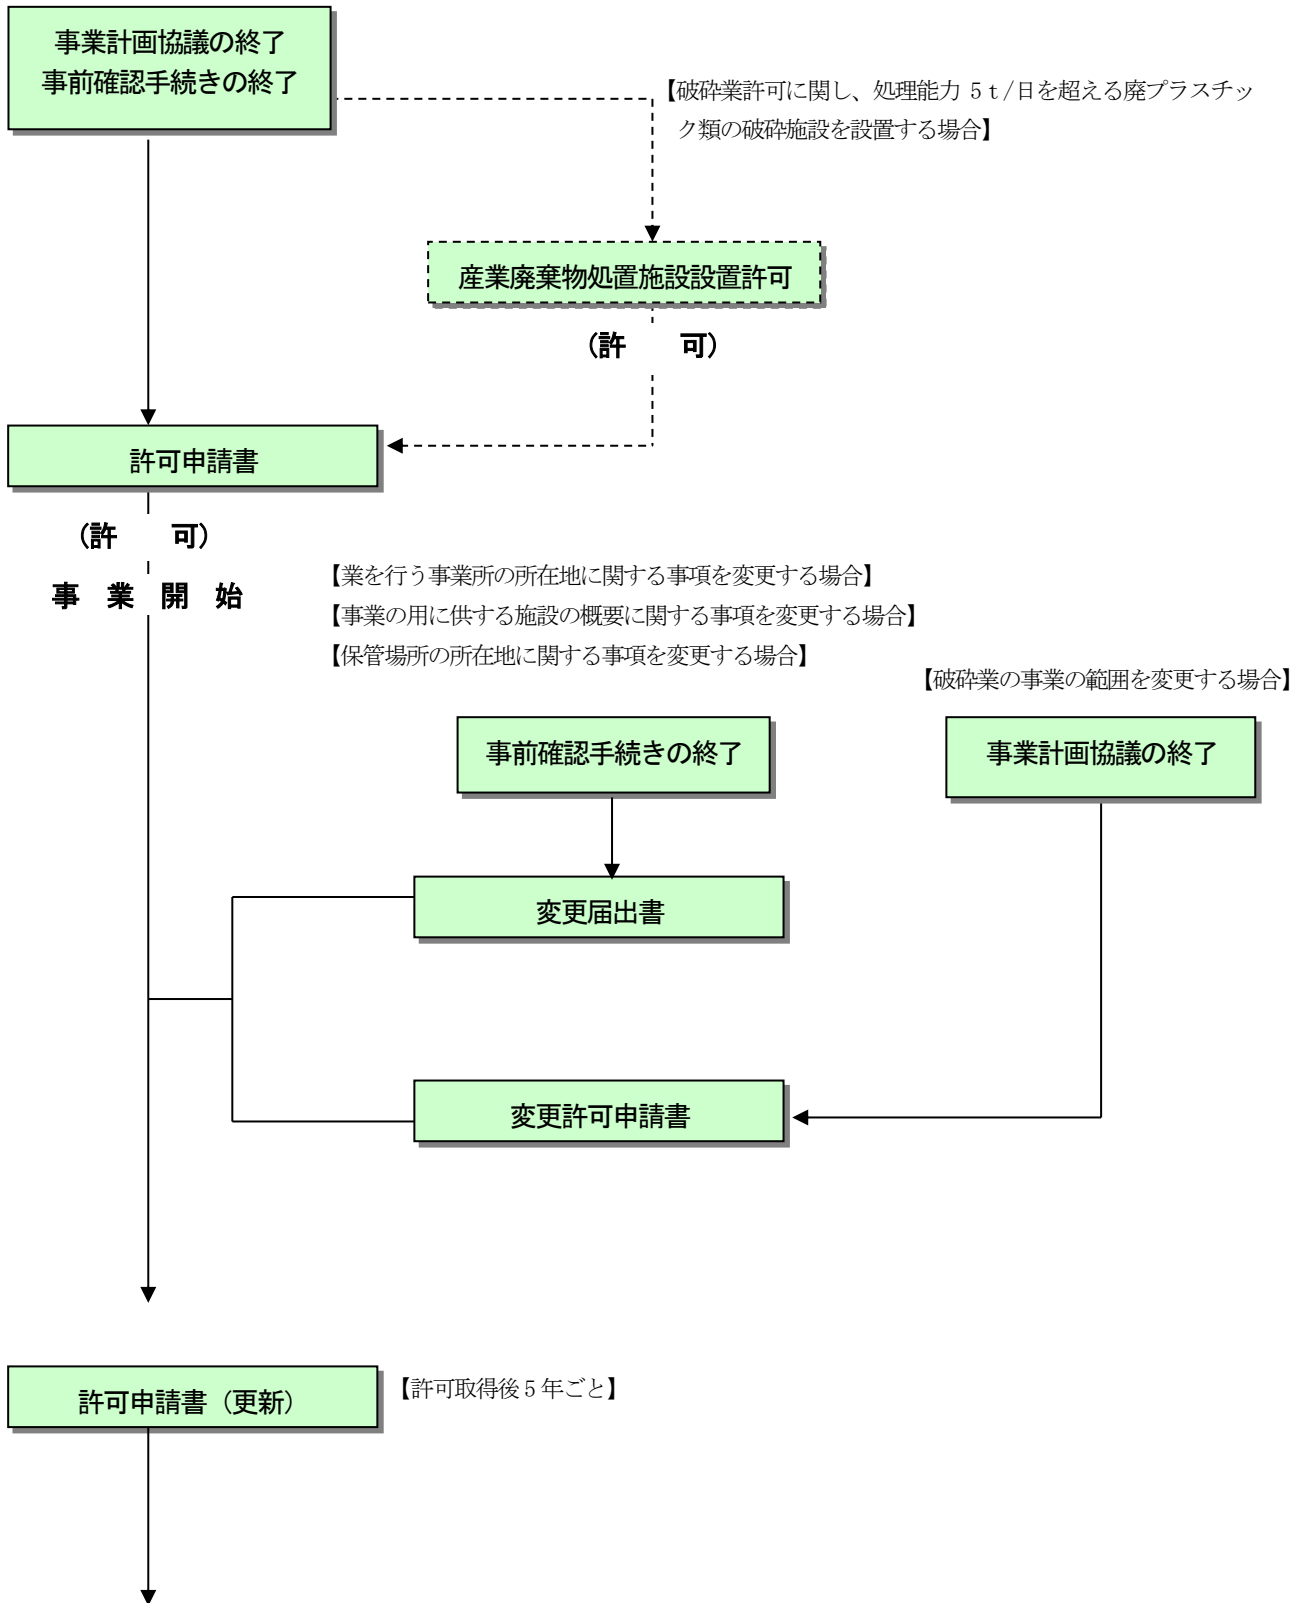 事業計画協議の終了
事前確認手続きの終了
【破砕業許可に関し、処理能力 5ｔ/日を超える廃プラスチッ
ク類の破砕施設を設置する場合】
産業廃棄物処置施設設置許可
（許　　可）
許可申請書
（許　　可）
事　業　開　始
【業を行う事業所の所在地に関する事項を変更する場合】
【事業の用に供する施設の概要に関する事項を変更する場合】
【保管場所の所在地に関する事項を変更する場合】
【破砕業の事業の範囲を変更する場合】
事前確認手続きの終了
事業計画協議の終了
変更届出書
変更許可申請書
許可申請書（更新）
【許可取得後５年ごと】